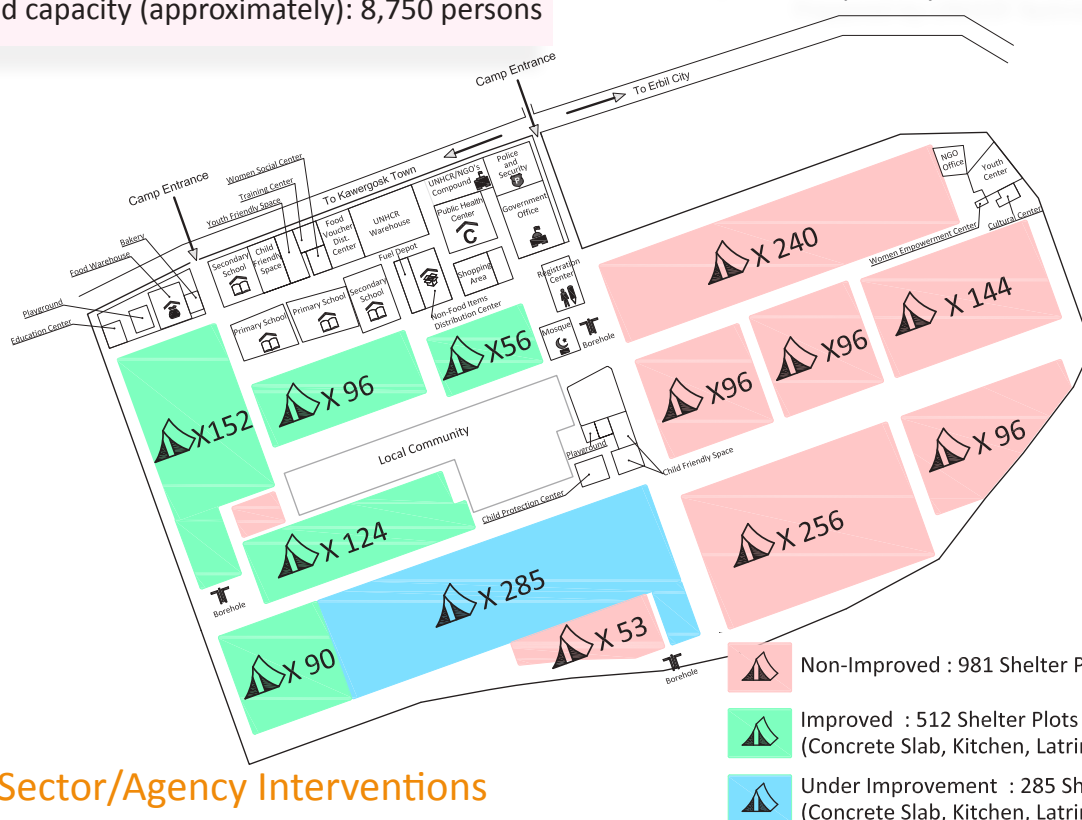 d capacity (approximately): 8,750 persons
Camp Entrance
To Erbil City
Police
and
Security
NGO
Office
Youth
Center
Women Social Center
Training Center
Youth Friendly Space
Camp Entrance
To Kawergosk Town
UNHCR/NGO's
Compound
Government
Office
Public Health
Center
UNHCR
Warehouse
Food
Voucher
Dist.
Center
Child
Friendly
Space
Secondary
School
Bakery
Food Warehouse
Playground
Education Center
Fuel Depot
Shopping
Area
Registration
Center
Women Empowerment Center
Cultural Center
Secondary
School
Primary School
Primary School
Non-Food Items
Distribution Center
Mosque
Borehole
X 240
X 144
X96
X96
X56
X 96
X152
Local Community
Playground
Child Friendly Space
Child Protection Center
X 96
X 256
X 124
X 285
X 53
X 90
Borehole
Borehole
Non-Improved : 981 Shelter P
Improved : 512 Shelter Plots
(Concrete Slab, Kitchen, Latrin
Under Improvement : 285 Sh
(Concrete Slab, Kitchen, Latrin
Sector/Agency Interventions